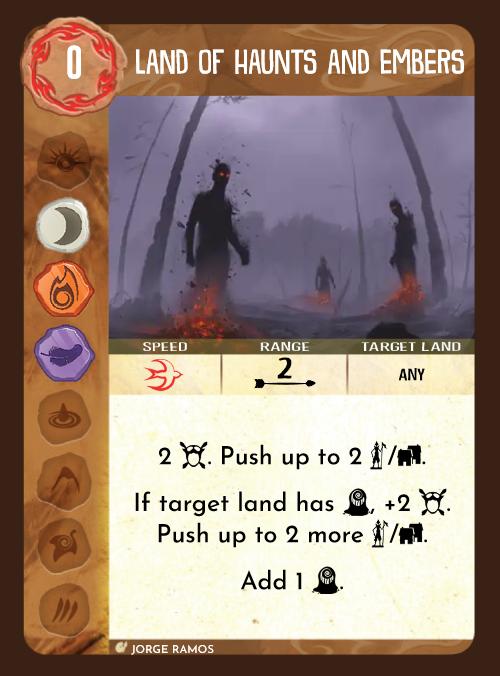 0 LAND OF HAUNTS AND EMBERS
SPEED RANGE TARGET LAND
2 ANY
2 . Push up to 2 / .
If target land has , +2 .
Push up to 2 more / .
Add 1 .
JORGE RAMOS